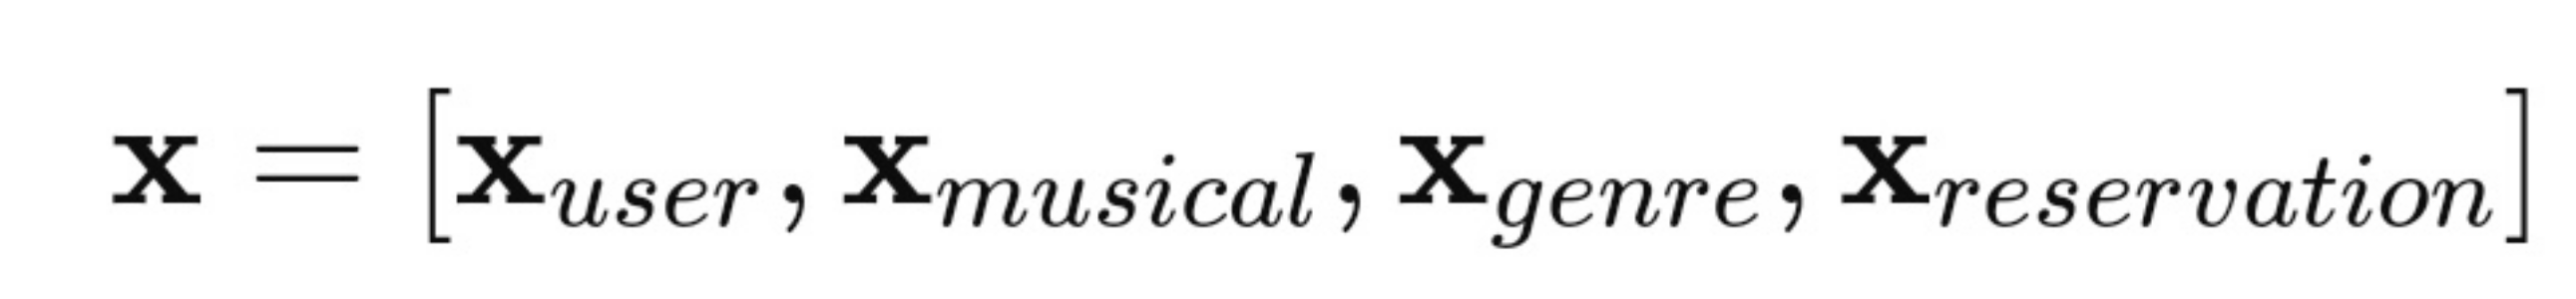 x = [x_user, x_musical, x_genre, x_reservation]